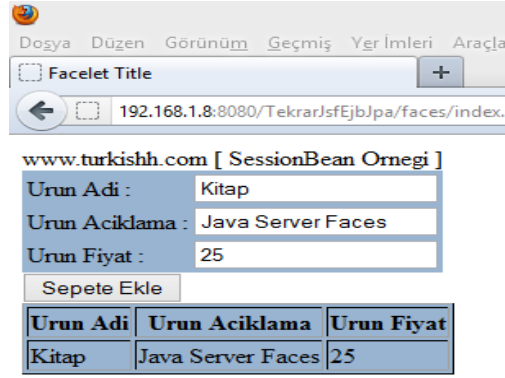 Dosya Düzen Görünüm Geçmiş Yer İmleri
Facelet Title +
192.168.1.8:8080/TekrarJsfEjbJpa/faces/index.
www.turkishh.com [ SessionBean Ornegi ]
Urun Adi : Kitap
Urun Aciklama : Java Server Faces
Urun Fiyat : 25
Sepete Ekle
Urun Adi Urun Aciklama Urun Fiyat
Kitap Java Server Faces 25